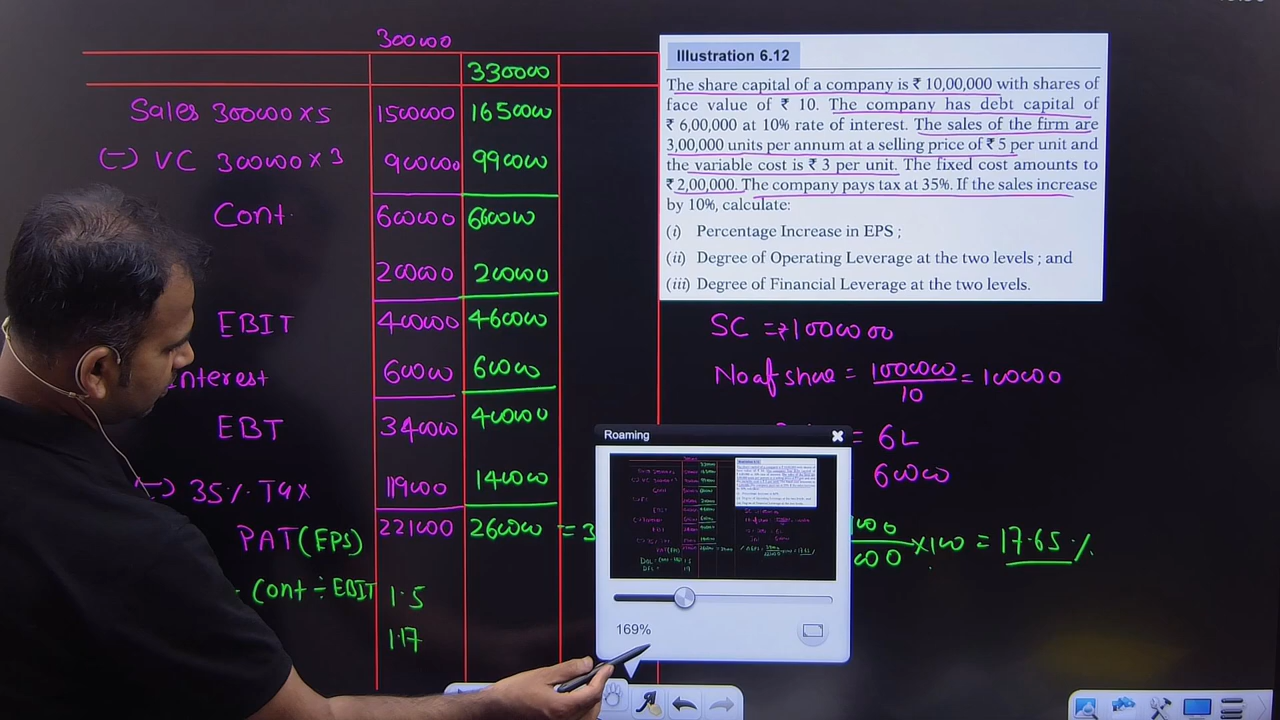 300000
330000
Sales 300000×5 1500000 1650000
(-) VC 300000×3 900000 990000
Cont. 600000 660000
200000 200000
EBIT 400000 460000
Interest 60000 60000
EBT 340000 400000
(-) 35% Tax 119000 140000
PAT (EPS) 221000 260000 = 3
Cont ÷ EBIT 1.5
1.17
Illustration 6.12
The share capital of a company is ₹ 10,00,000 with shares of
face value of ₹ 10. The company has debt capital of
₹ 6,00,000 at 10% rate of interest. The sales of the firm are
3,00,000 units per annum at a selling price of ₹ 5 per unit and
the variable cost is ₹ 3 per unit. The fixed cost amounts to
₹ 2,00,000. The company pays tax at 35%. If the sales increase
by 10%, calculate:
(i) Percentage Increase in EPS ;
(ii) Degree of Operating Leverage at the two levels ; and
(iii) Degree of Financial Leverage at the two levels.
SC = ₹1000000
No of share = 1000000
10
= 100000
= 6L
60000
×100 = 17.65%
Roaming
169%